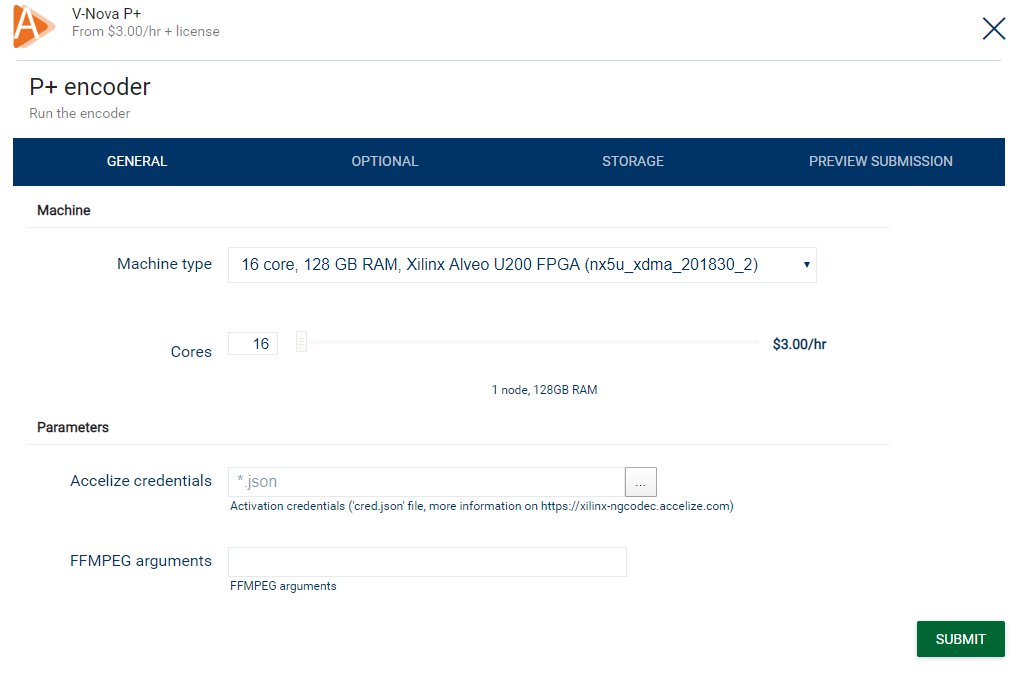 V-Nova P+
From $3.00/hr + license
P+ encoder
Run the encoder
GENERAL OPTIONAL STORAGE PREVIEW SUBMISSION
Machine
Machine type 16 core, 128 GB RAM, Xilinx Alveo U200 FPGA (nx5u_xdma_201830_2)
Cores 16 $3.00/hr
1 node, 128GB RAM
Parameters
Accelize credentials *.json ...
Activation credentials ('cred.json' file, more information on https://xilinx-ngcodec.accelize.com)
FFMPEG arguments
FFMPEG arguments
SUBMIT